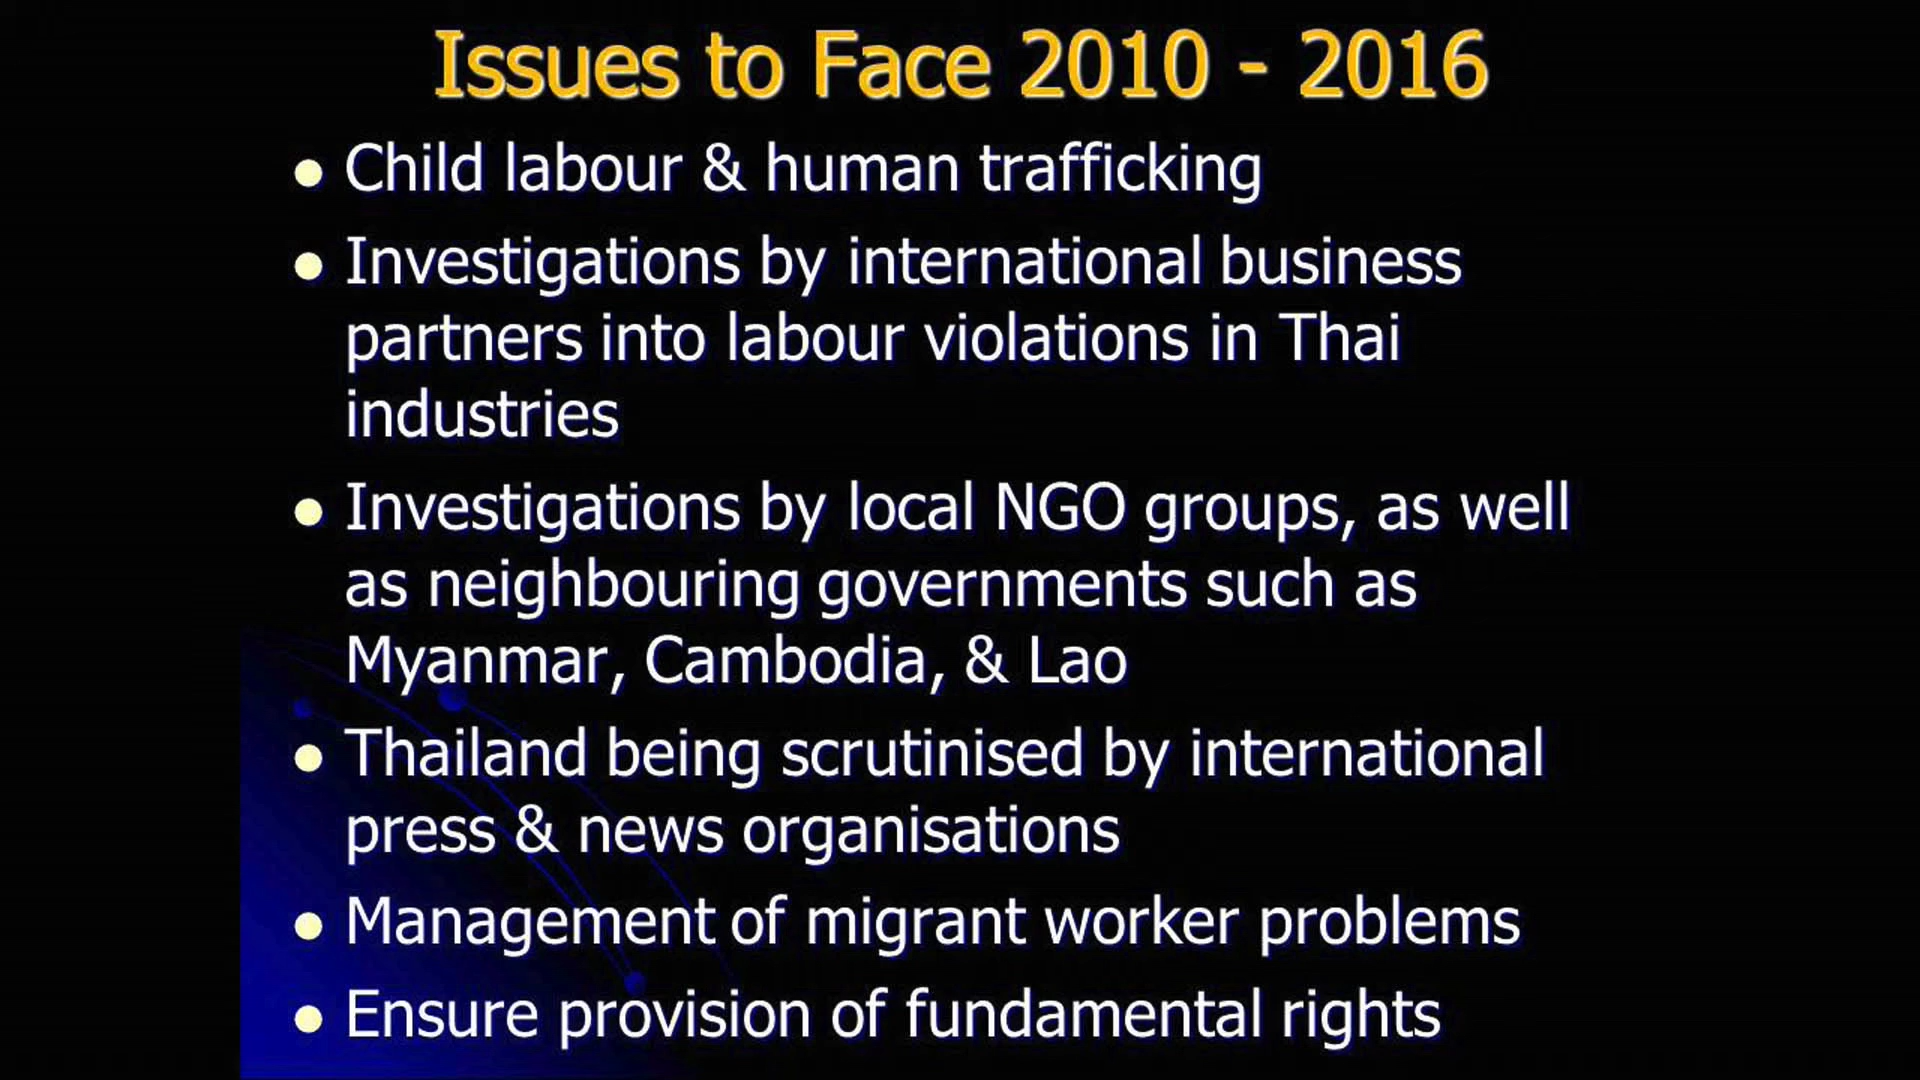 Issues to Face 2010 - 2016
● Child labour & human trafficking
● Investigations by international business
partners into labour violations in Thai
industries
● Investigations by local NGO groups, as well
as neighbouring governments such as
Myanmar, Cambodia, & Lao
● Thailand being scrutinised by international
press & news organisations
● Management of migrant worker problems
● Ensure provision of fundamental rights